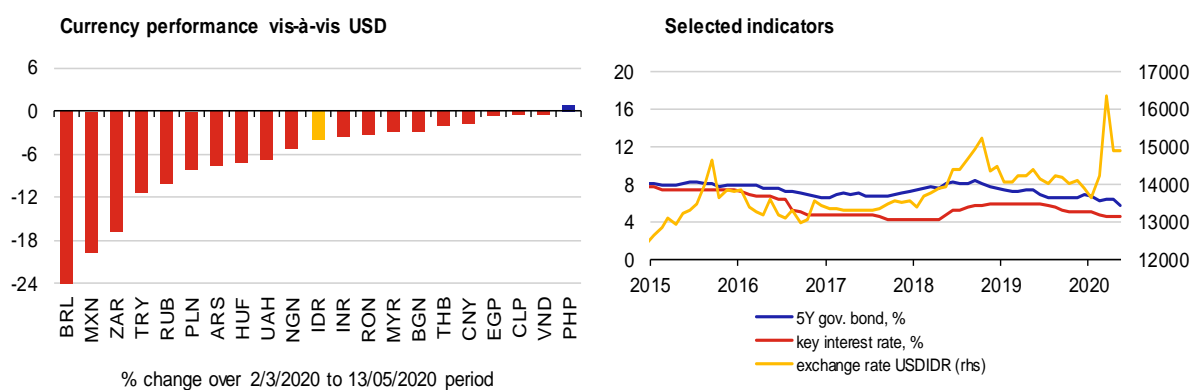 Currency performance vis-à-vis USD
6
0
-6
-12
-18
-24
BRL
MXN
ZAR
TRY
RUB
PLN
ARS
HUF
UAH
NGN
IDR
INR
RON
MYR
BGN
THB
CNY
EGP
CLP
VND
PHP
% change over 2/3/2020 to 13/05/2020 period
Selected indicators
20
16
12
8
4
0
17000
16000
15000
14000
13000
12000
2015 2016 2017 2018 2019 2020
5Y gov. bond, %
key interest rate, %
exchange rate USDIDR (rhs)